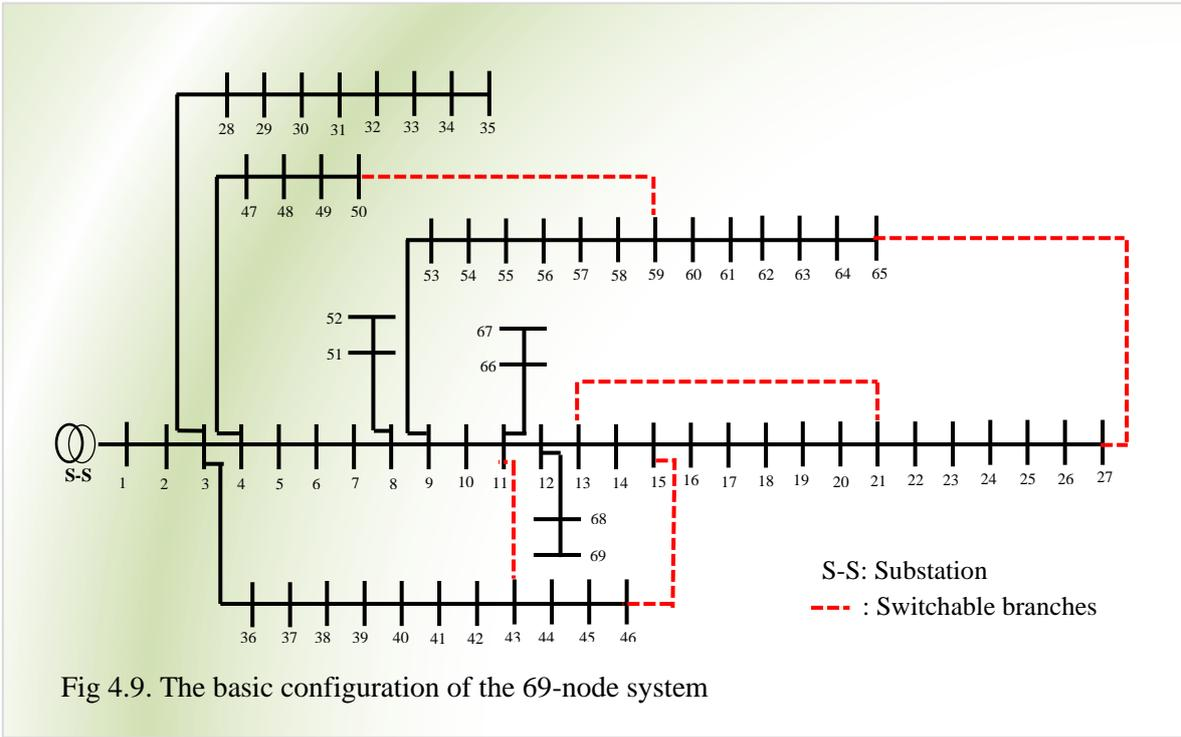 28 29 30 31 32 33 34 35
47 48 49 50
53 54 55 56 57 58 59 60 61 62 63 64 65
52
51
67
66
S-S
1 2 3 4 5 6 7 8 9 10 11 12 13 14 15 16 17 18 19 20 21 22 23 24 25 26 27
68
69
S-S: Substation
: Switchable branches
36 37 38 39 40 41 42 43 44 45 46
Fig 4.9. The basic configuration of the 69-node system